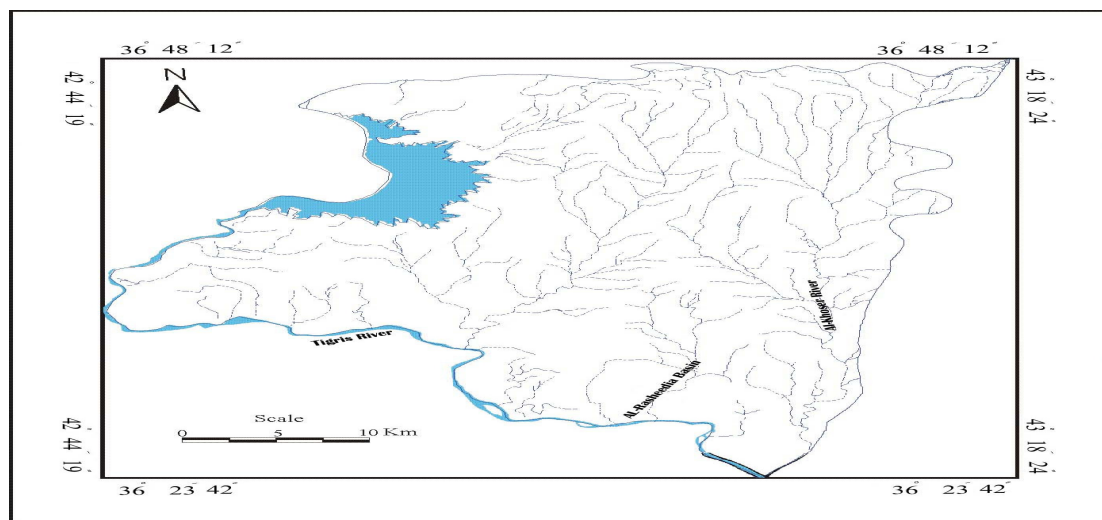 36° 48´ 12´´
36° 48´ 12´´
42° 44´ 19´´
N
43° 18´ 24´´
Al-Khoser River
Tigris River
AL-Rasheedia Basin
Scale
0 5 10 Km
42° 44´ 19´´
43° 18´ 24´´
36° 23´ 42´´
36° 23´ 42´´